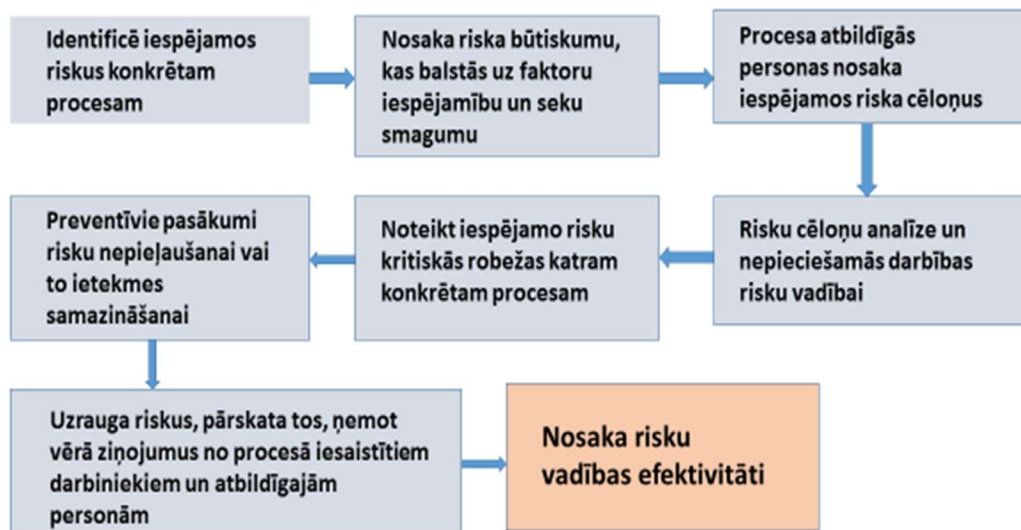 Identificē iespējamos
riskus konkrētam
procesam
Nosaka riska būtiskumu,
kas balstās uz faktoru
iespējamību un seku
smagumu
Procesa atbildīgās
personas nosaka
iespējamos riska cēloņus
Risku cēloņu analīze un
nepieciešamās darbības
risku vadībai
Noteikt iespējamo risku
kritiskās robežas katram
konkrētam procesam
Preventīvie pasākumi
risku nepieļaušanai vai
to ietekmes
samazināšanai
Uzrauga riskus, pārskata tos, ņemot
vērā ziņojumus no procesā iesaistītiem
darbiniekiem un atbildīgajām
personām
Nosaka risku
vadības efektivitāti